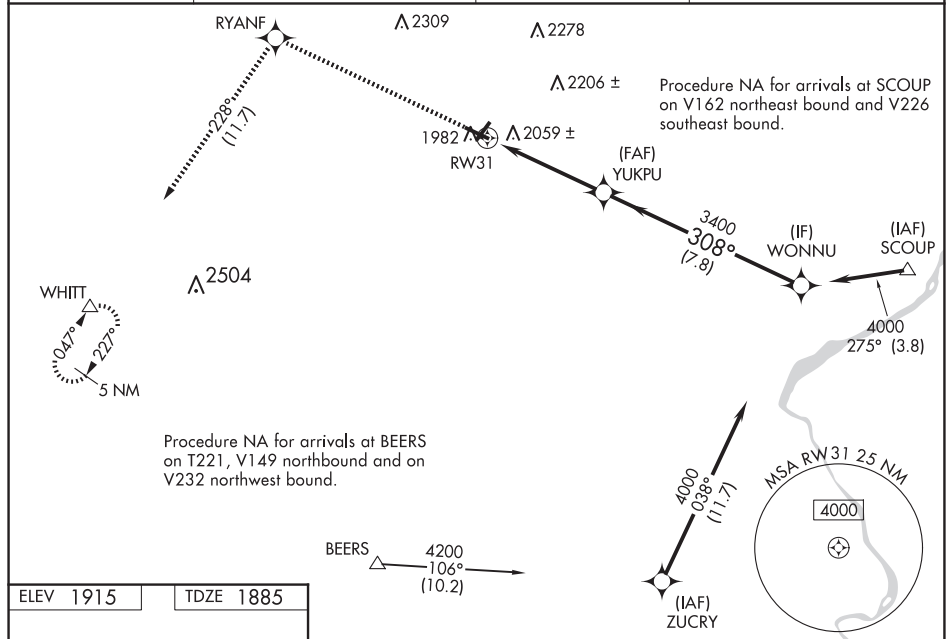 RYANF
2309
2278
2206 ±
Procedure NA for arrivals at SCOUP
on V162 northeast bound and V226
southeast bound.
228°
(11.7)
1982
2059 ±
RW31
(FAF)
YUKPU
3400
308°
(7.8)
(IF)
WONNU
(IAF)
SCOUP
4000
275° (3.8)
2504
WHITT
047°
227°
5 NM
Procedure NA for arrivals at BEERS
on T221, V149 northbound and on
V232 northwest bound.
4000
038°
(11.7)
MSA RW31 25 NM
4000
BEERS
4200
106°
(10.2)
(IAF)
ZUCRY
ELEV 1915
TDZE 1885